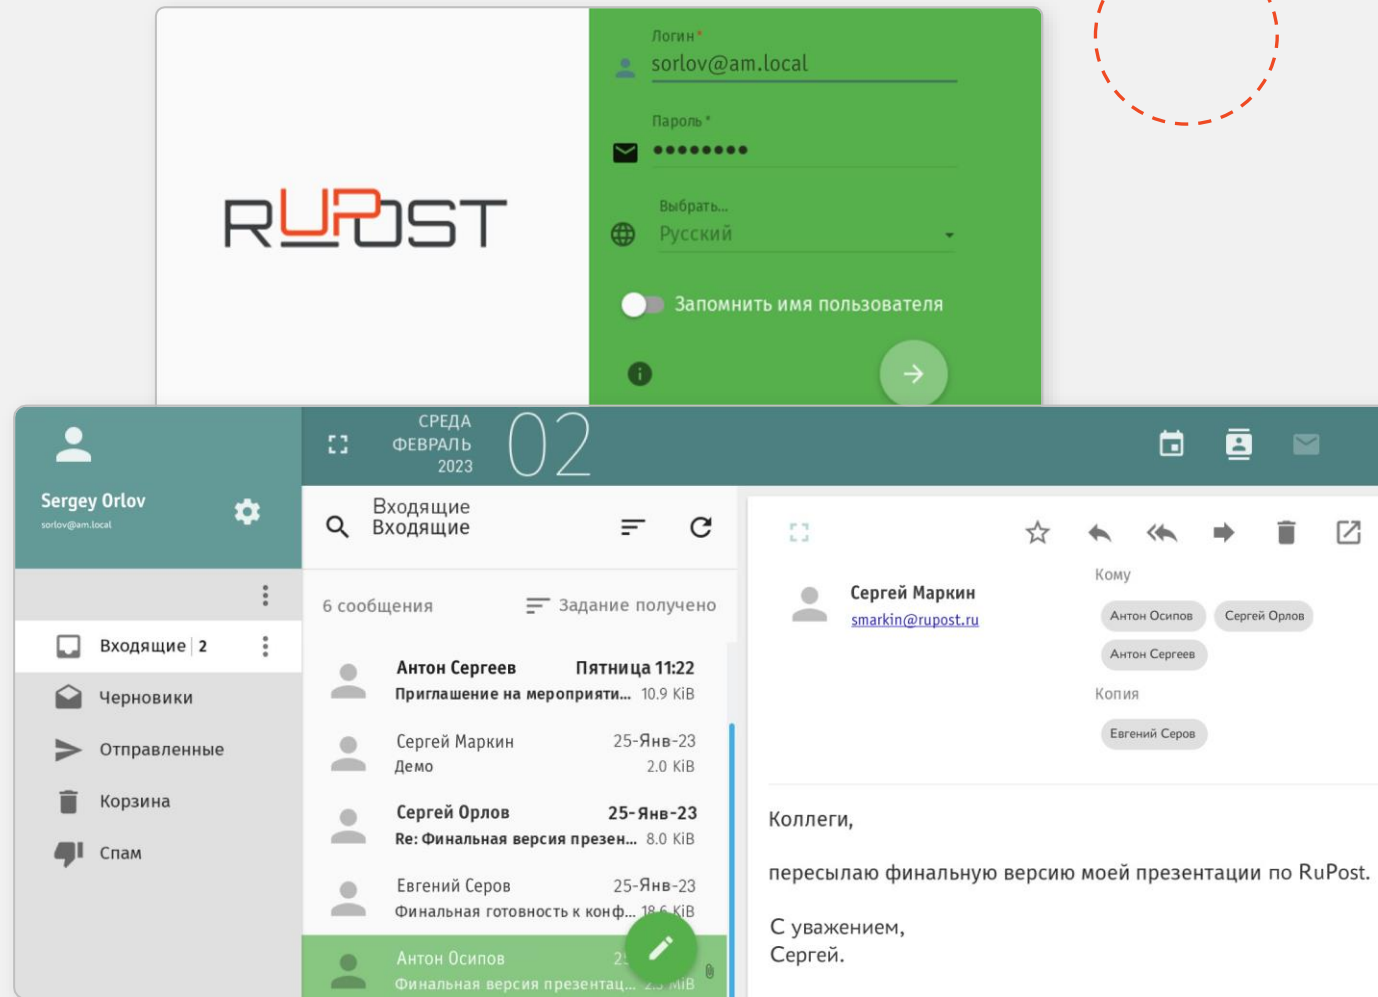 Логин *
sorlov@am.local
Пароль *
RUPOST
Выбрать...
Русский
Запомнить имя пользователя
Sergey Orlov
sorlov@am.local
СРЕДА
ФЕВРАЛЬ
2023
02
Входящие
Входящие
6 сообщения
Задание получено
Входящие 2
Черновики
Отправленные
Корзина
Спам
Антон Сергеев Пятница 11:22
Приглашение на мероприяти... 10.9 KiB
Сергей Маркин 25-Янв-23
Демо 2.0 KiB
Сергей Орлов 25-Янв-23
Re: Финальная версия презен... 8.0 KiB
Евгений Серов 25-Янв-23
Финальная готовность к конф... 18.6 KiB
Антон Осипов
Финальная версия презентац... MiB
Сергей Маркин
smarkin@rupost.ru
Кому
Антон Осипов Сергей Орлов
Антон Сергеев
Копия
Евгений Серов
Коллеги,
пересылаю финальную версию моей презентации по RuPost.
С уважением,
Сергей.